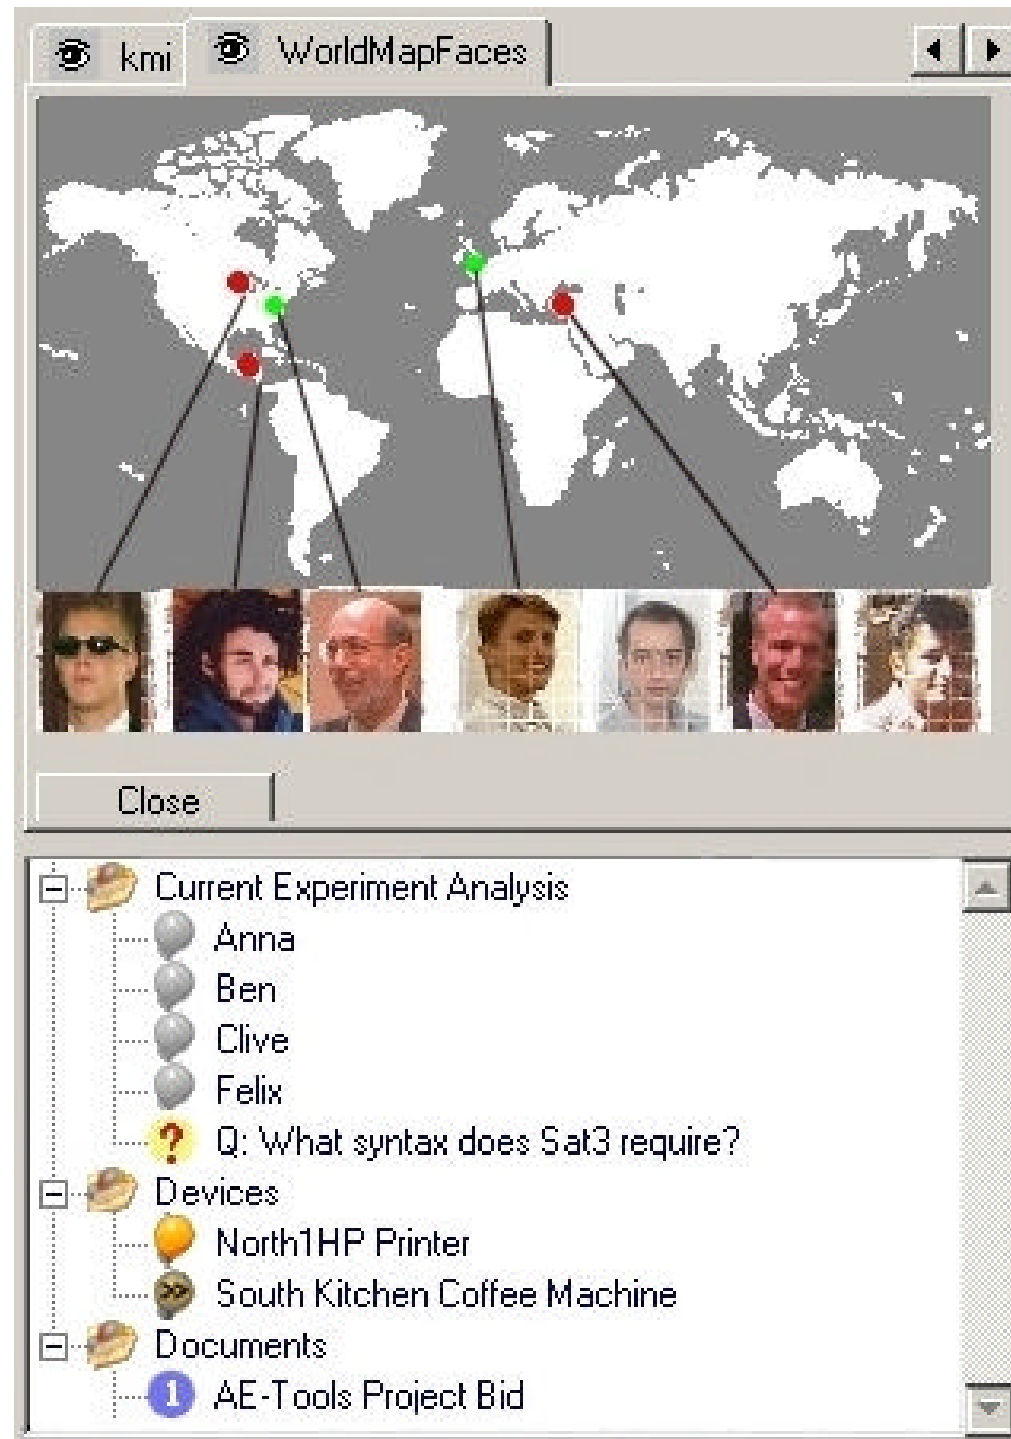 kmi
WorldMapFaces
Close
Current Experiment Analysis
Anna
Ben
Clive
Felix
? Q: What syntax does Sat3 require?
Devices
North1HP Printer
>> South Kitchen Coffee Machine
Documents
1 AE-Tools Project Bid